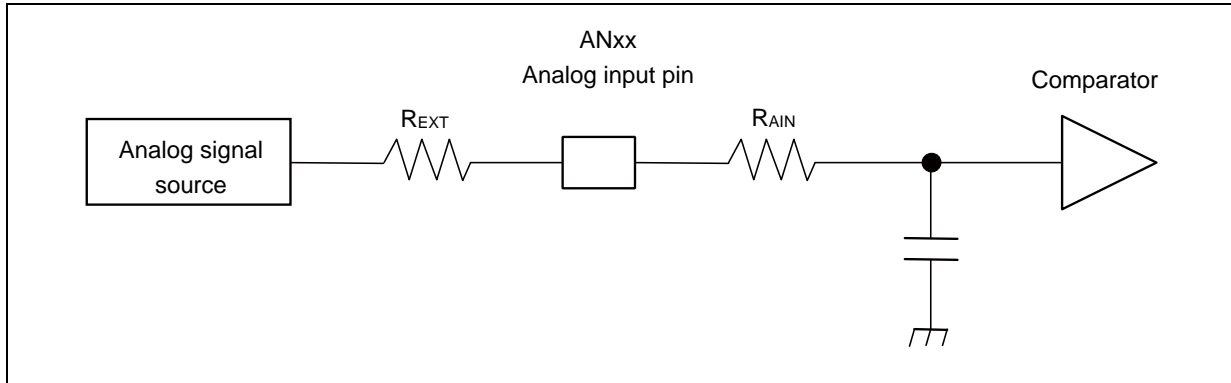 ANxx
Analog input pin
Comparator
REXT
RAIN
Analog signal
source